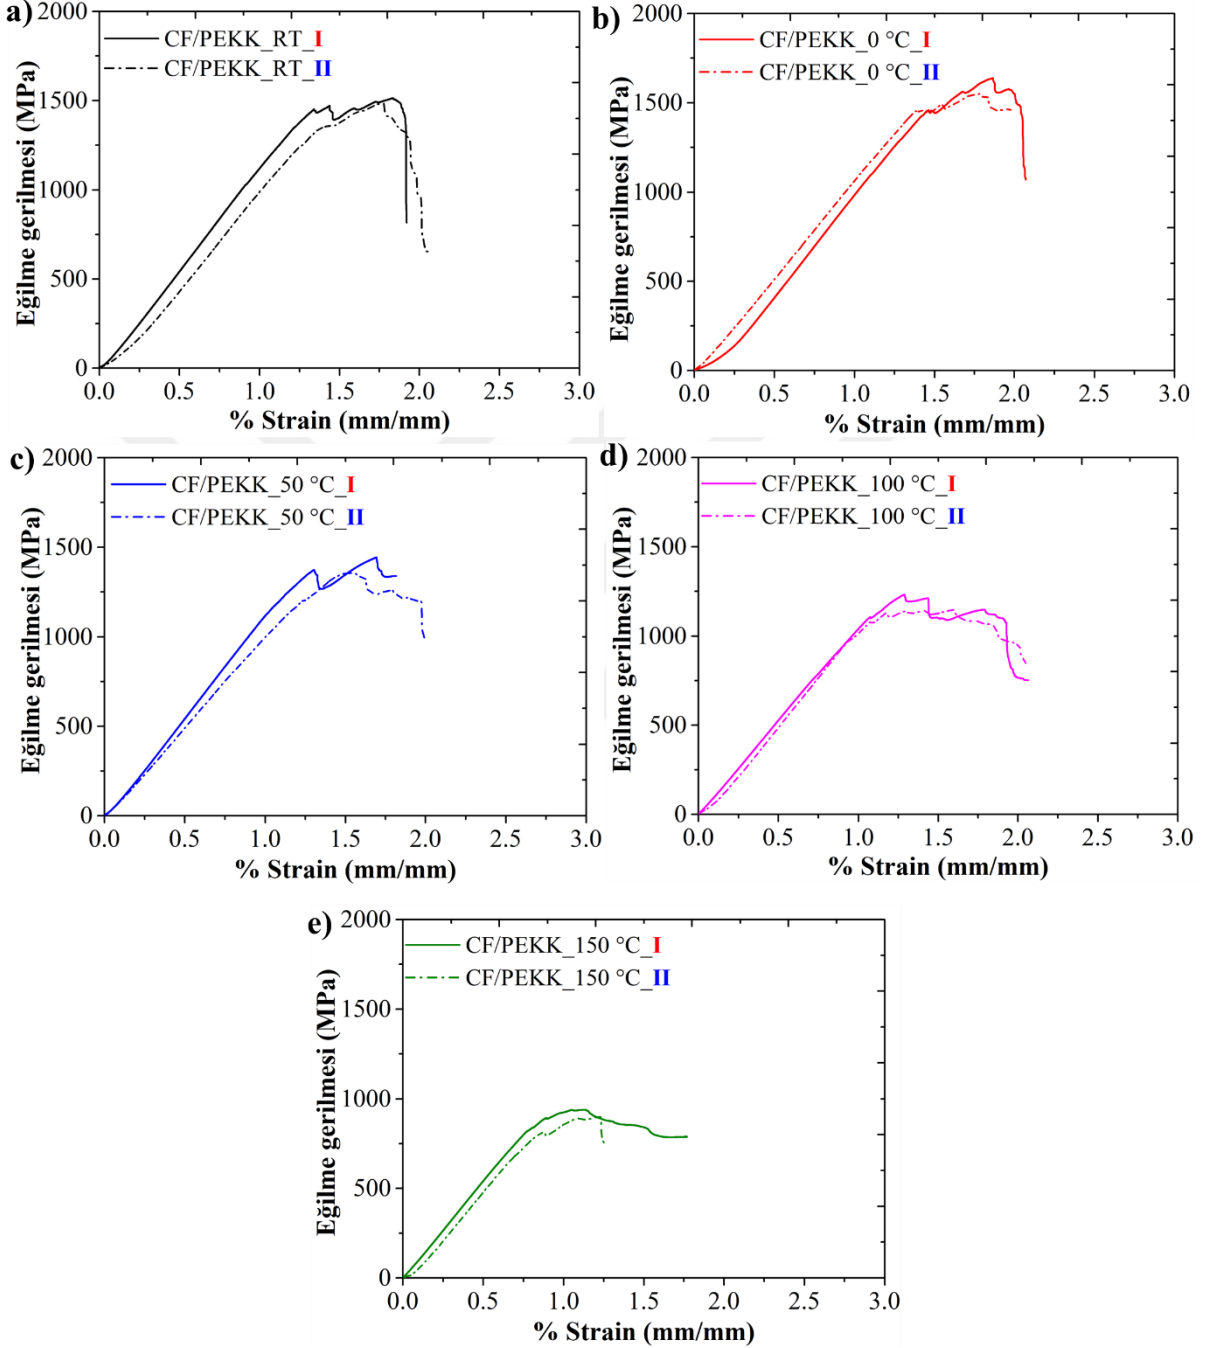 a)
2000
1500
1000
500
0
Eğilme gerilmesi (MPa)
CF/PEKK_RT_I
CF/PEKK_RT_II
0.0 0.5 1.0 1.5 2.0 2.5 3.0
% Strain (mm/mm)
b)
2000
1500
1000
500
0
Eğilme gerilmesi (MPa)
CF/PEKK_0 °C_I
CF/PEKK_0 °C_II
0.0 0.5 1.0 1.5 2.0 2.5 3.0
% Strain (mm/mm)
c)
2000
1500
1000
500
0
Eğilme gerilmesi (MPa)
CF/PEKK_50 °C_I
CF/PEKK_50 °C_II
0.0 0.5 1.0 1.5 2.0 2.5 3.0
% Strain (mm/mm)
d)
2000
1500
1000
500
0
Eğilme gerilmesi (MPa)
CF/PEKK_100 °C_I
CF/PEKK_100 °C_II
0.0 0.5 1.0 1.5 2.0 2.5 3.0
% Strain (mm/mm)
e)
2000
1500
1000
500
0
Eğilme gerilmesi (MPa)
CF/PEKK_150 °C_I
CF/PEKK_150 °C_II
0.0 0.5 1.0 1.5 2.0 2.5 3.0
% Strain (mm/mm)